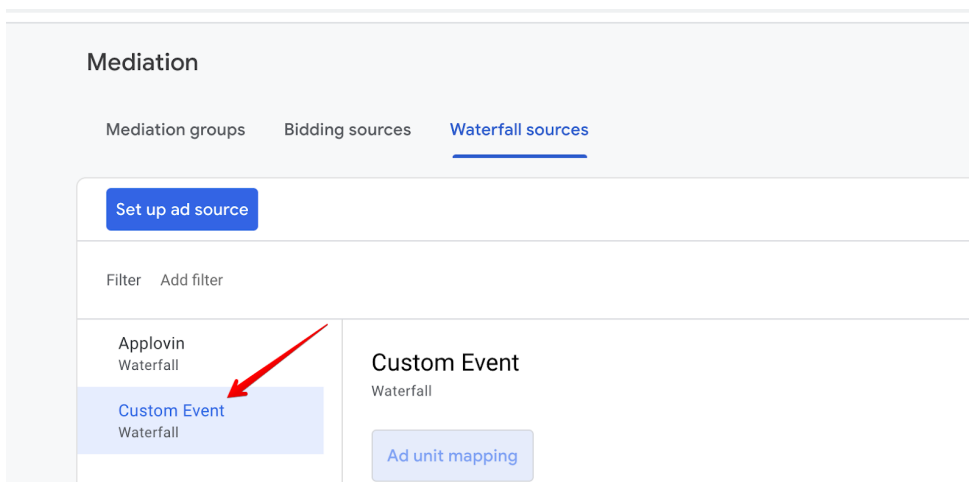 Mediation
Mediation groups Bidding sources Waterfall sources
Set up ad source
Filter Add filter
Applovin
Waterfall
Custom Event
Waterfall
Custom Event
Waterfall
Ad unit mapping